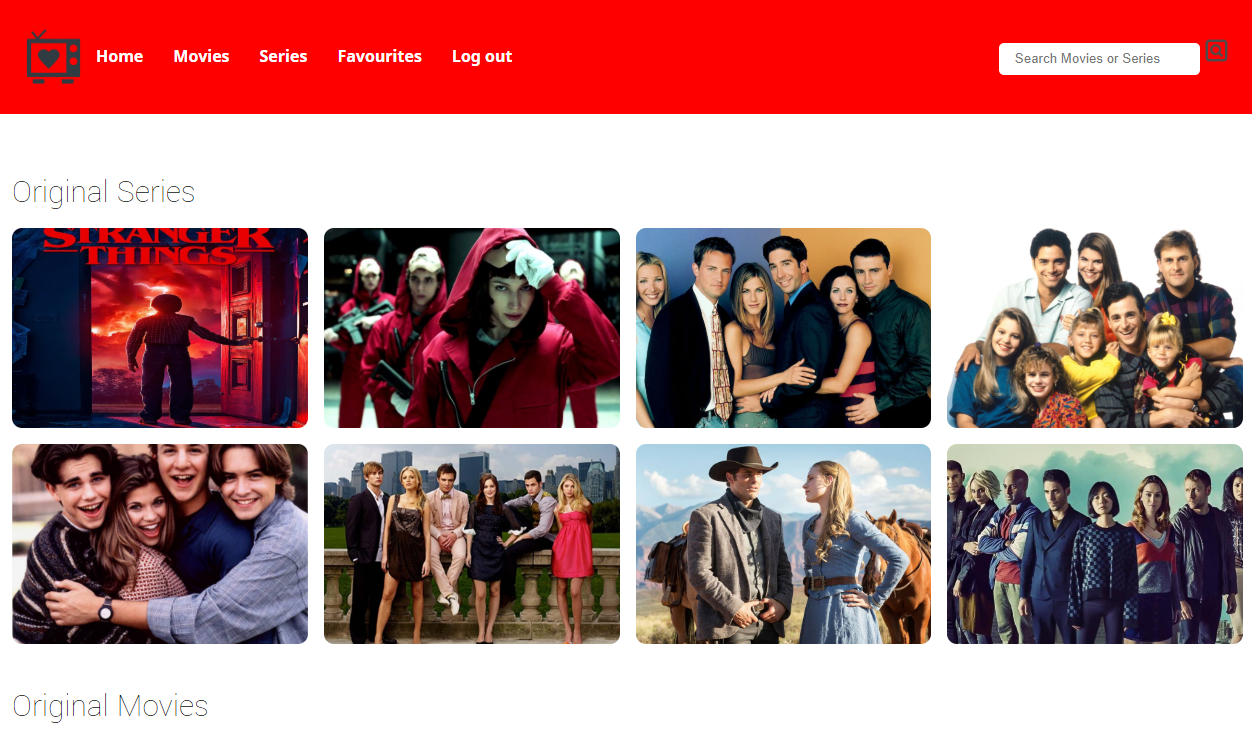 Home Movies Series Favourites Log out Search Movies or Series
Original Series
STRANGER
THINGS
Original Movies